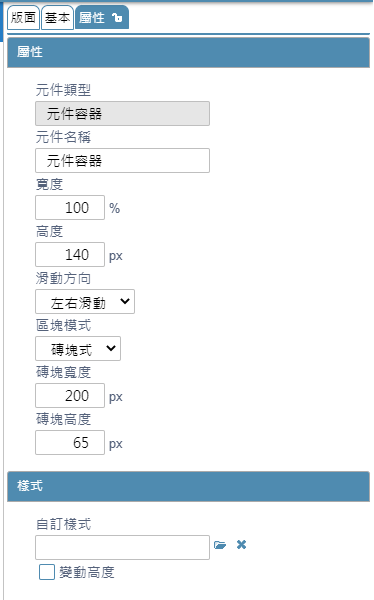 版面 基本 屬性
屬性
元件類型
元件容器
元件名稱
元件容器
寬度
100 %
高度
140 px
滑動方向
左右滑動
區塊模式
磚塊式
磚塊寬度
200 px
磚塊高度
65 px
樣式
自訂樣式
變動高度